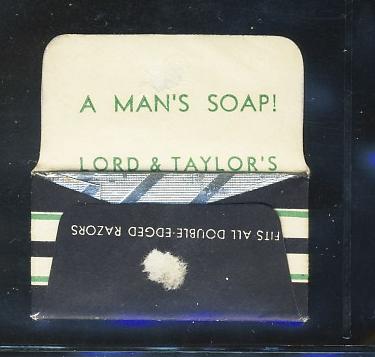 A MAN'S SOAP!
LORD & TAYLOR'S
FITS ALL DOUBLE-EDGED RAZORS